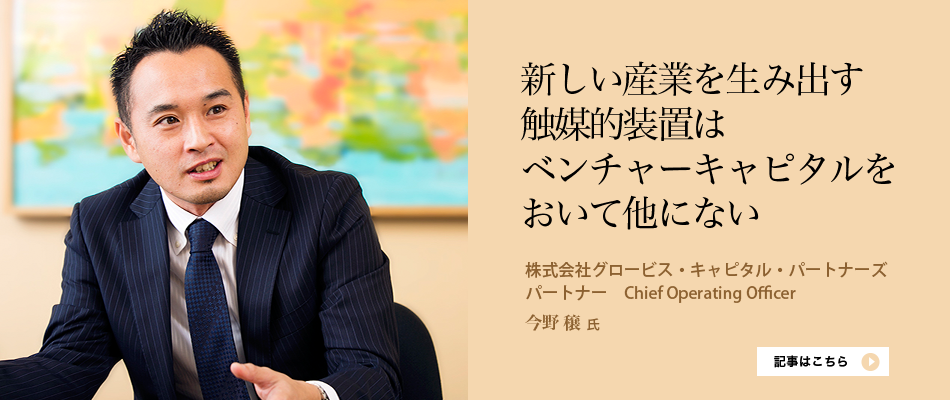 新しい産業を生み出す
触媒的装置は
ベンチャーキャピタルを
おいて他にない
株式会社グロービス・キャピタル・パートナーズ
パートナー　Chief Operating Officer
今野 穣 氏
記事はこちら